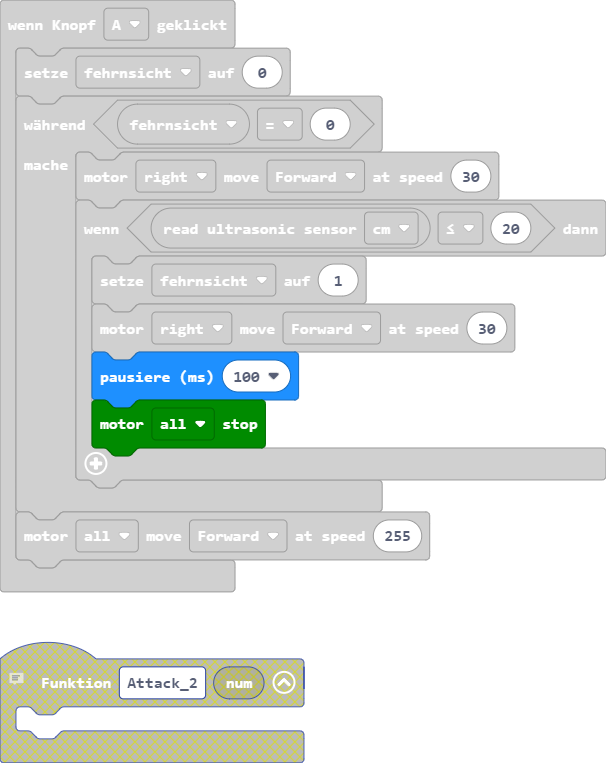 wenn Knopf A geklickt
setze fehrnsicht auf 0
während fehrnsicht = 0
mache
motor right move Forward at speed 30
wenn read ultrasonic sensor cm ≤ 20 dann
setze fehrnsicht auf 1
motor right move Forward at speed 30
pausiere (ms) 100
motor all stop
motor all move Forward at speed 255
Funktion Attack_2 num